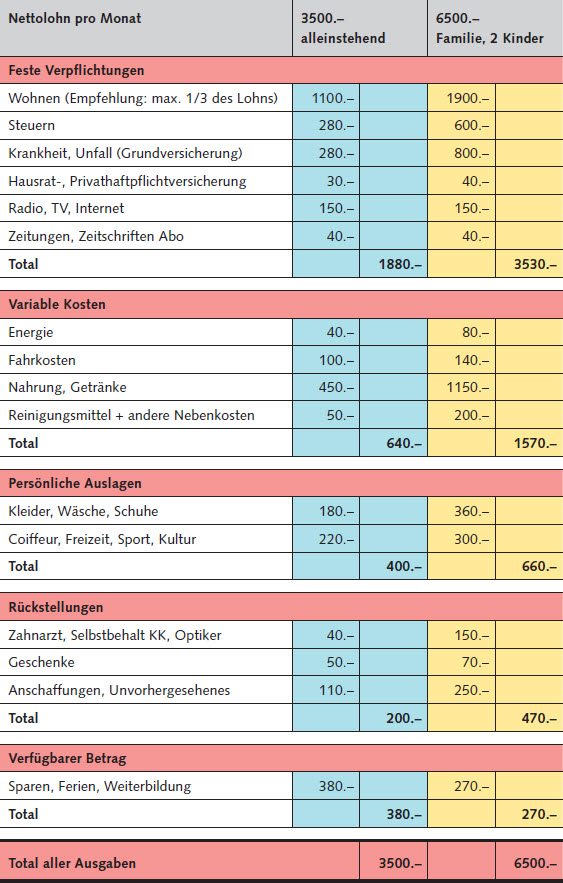 Nettolohn pro Monat 3500.– alleinstehend 6500.– Familie, 2 Kinder
Feste Verpflichtungen
Wohnen (Empfehlung: max. 1/3 des Lohns) 1100.– 1900.–
Steuern 280.– 600.–
Krankheit, Unfall (Grundversicherung) 280.– 800.–
Hausrat-, Privathaftpflichtversicherung 30.– 40.–
Radio, TV, Internet 150.– 150.–
Zeitungen, Zeitschriften Abo 40.– 40.–
Total 1880.– 3530.–
Variable Kosten
Energie 40.– 80.–
Fahrkosten 100.– 140.–
Nahrung, Getränke 450.– 1150.–
Reinigungsmittel + andere Nebenkosten 50.– 200.–
Total 640.– 1570.–
Persönliche Auslagen
Kleider, Wäsche, Schuhe 180.– 360.–
Coiffeur, Freizeit, Sport, Kultur 220.– 300.–
Total 400.– 660.–
Rückstellungen
Zahnarzt, Selbstbehalt KK, Optiker 40.– 150.–
Geschenke 50.– 70.–
Anschaffungen, Unvorhergesehenes 110.– 250.–
Total 200.– 470.–
Verfügbarer Betrag
Sparen, Ferien, Weiterbildung 380.– 270.–
Total 380.– 270.–
Total aller Ausgaben 3500.– 6500.–